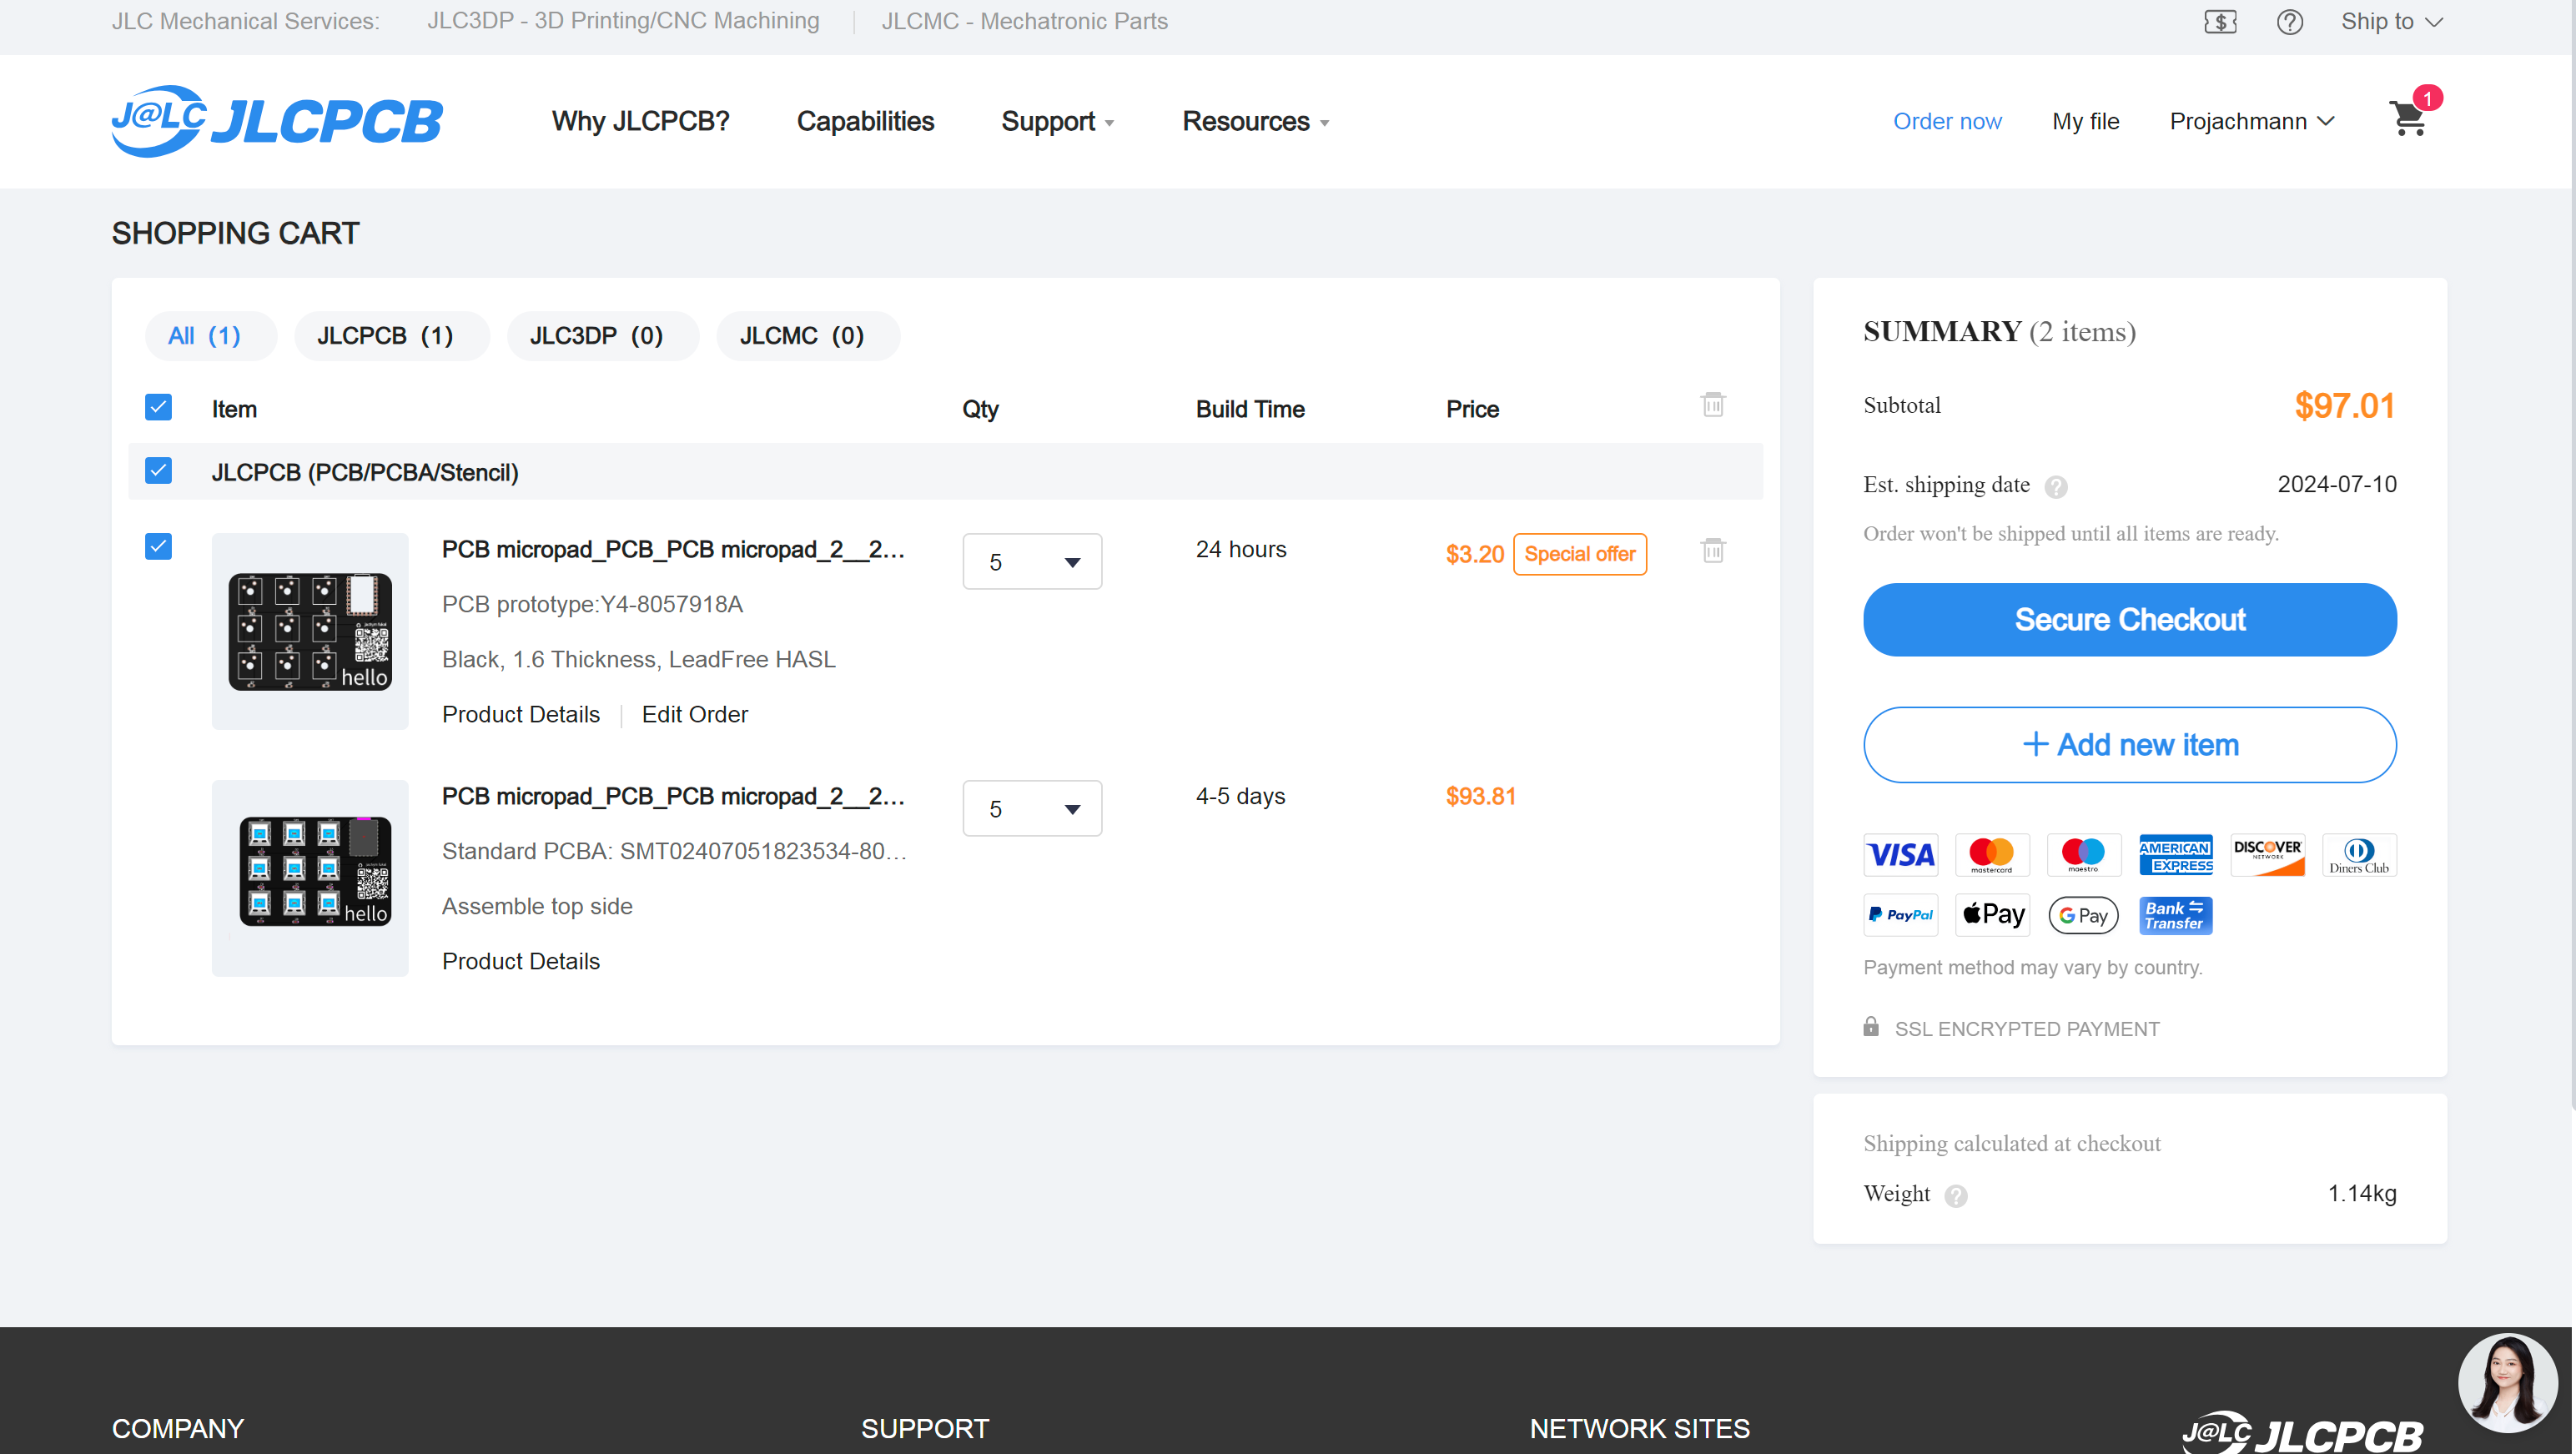 JLC Mechanical Services: JLC3DP - 3D Printing/CNC Machining JLCMC - Mechatronic Parts Ship to
J@LC JLCPCB Why JLCPCB? Capabilities Support Resources Order now My file Projachmann 1
SHOPPING CART
All (1) JLCPCB (1) JLC3DP (0) JLCMC (0)
Item Qty Build Time Price
JLCPCB (PCB/PCBA/Stencil)
PCB micropad_PCB_PCB micropad_2__2... 5 24 hours $3.20 Special offer
PCB prototype:Y4-8057918A
Black, 1.6 Thickness, LeadFree HASL
Product Details Edit Order
hello
PCB micropad_PCB_PCB micropad_2__2... 5 4-5 days $93.81
Standard PCBA: SMT02407051823534-80...
Assemble top side
Product Details
hello
SUMMARY (2 items)
Subtotal $97.01
Est. shipping date ? 2024-07-10
Order won't be shipped until all items are ready.
Secure Checkout
+ Add new item
VISA mastercard maestro AMERICAN EXPRESS DISCOVER NETWORK Diners Club
PayPal Pay G Pay Bank Transfer
Payment method may vary by country.
SSL ENCRYPTED PAYMENT
Shipping calculated at checkout
Weight ? 1.14kg
COMPANY SUPPORT NETWORK SITES J@LC JLCPCB